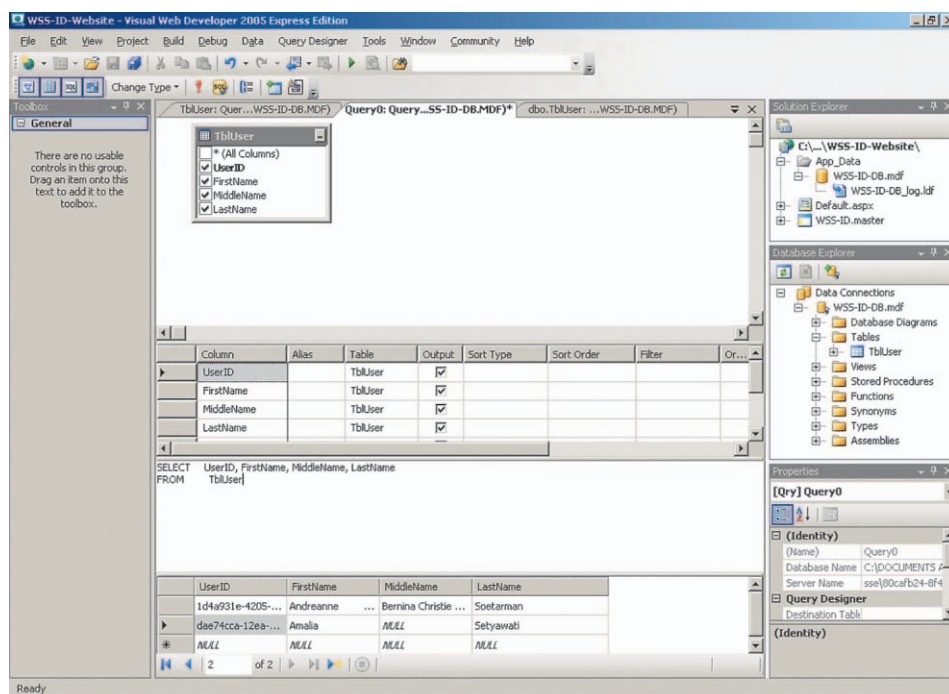 WSS-ID-Website - Visual Web Developer 2005 Express Edition
File Edit View Project Build Debug Data Query Designer Tools Window Community Help
Change Type
Toolbox
General
There are no usable
controls in this group.
Drag an item onto this
text to add it to the
toolbox.
TblUser: Quer...WSS-ID-DB.MDF) Query0: Query...SS-ID-DB.MDF)* dbo.TblUser: ...WSS-ID-DB.MDF)
TblUser
* (All Columns)
UserID
FirstName
MiddleName
LastName
Column Alias Table Output Sort Type Sort Order Filter Or...
UserID TblUser
FirstName TblUser
MiddleName TblUser
LastName TblUser
SELECT UserID, FirstName, MiddleName, LastName
FROM TblUser
UserID FirstName MiddleName LastName
1d4a931e-4205-... Andreanne ... Bernina Christie ... Soetarman
dae74cca-12ea-... Amalia NULL Setyawati
NULL NULL NULL NULL
2 of 2
Solution Explorer
C:\...\WSS-ID-Website\
App_Data
WSS-ID-DB.mdf
WSS-ID-DB_log.ldf
Default.aspx
WSS-ID.master
Database Explorer
Data Connections
WSS-ID-DB.mdf
Database Diagrams
Tables
TblUser
Views
Stored Procedures
Functions
Synonyms
Types
Assemblies
Properties
[Qry] Query0
(Identity)
(Name) Query0
Database Name C:\DOCUMENTS A
Server Name sse\80cafb24-8f4
Query Designer
Destination Table
(Identity)
Ready